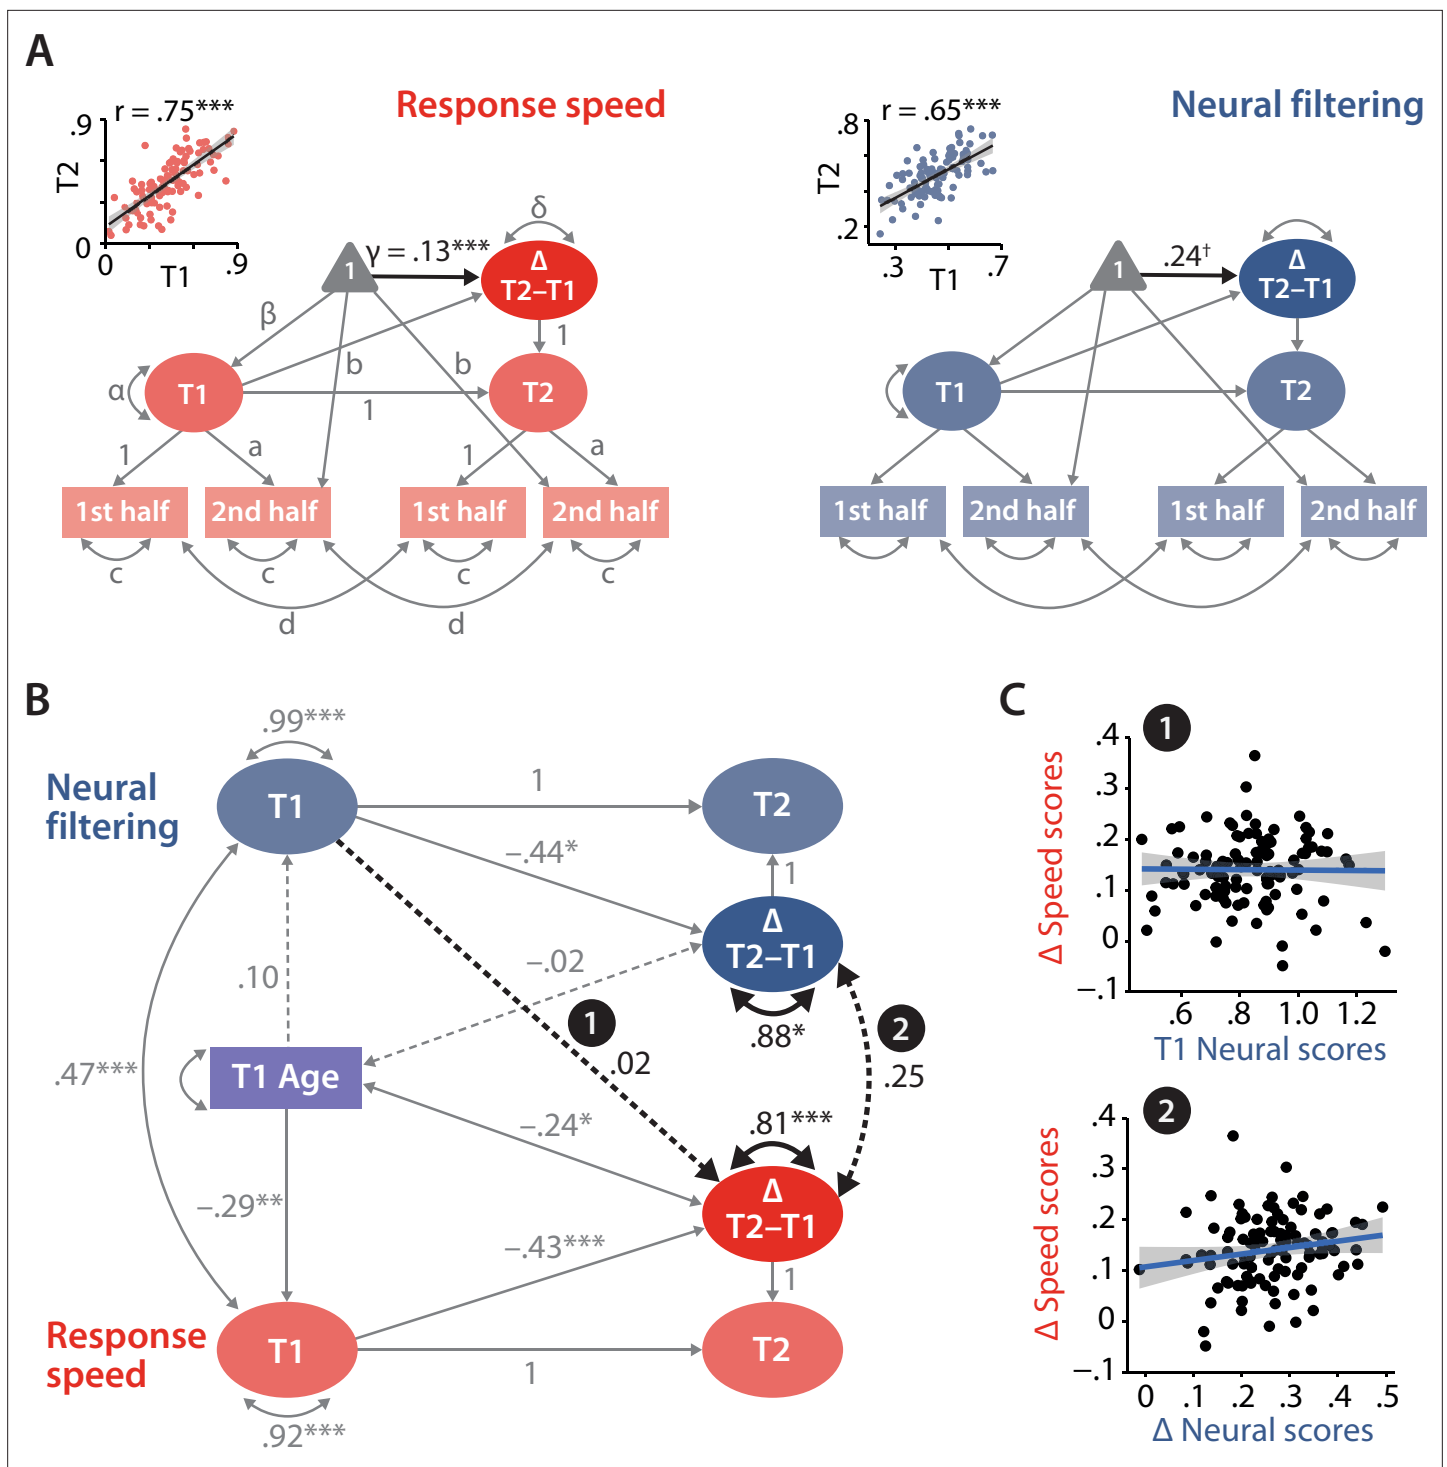 A
r = .75***
Response speed
.9
T2
0
0
T1
.9
γ = .13***
δ
1
Δ
T2–T1
β
b
b
1
α
T1
1
T2
1
a
1
a
1st half
2nd half
1st half
2nd half
c
c
c
c
d
d
r = .65***
Neural filtering
.8
T2
.2
.3
T1
.7
1
.24†
Δ
T2–T1
T1
T2
1st half
2nd half
1st half
2nd half
B
.99***
Neural
filtering
T1
1
T2
–.44*
1
Δ
T2–T1
–.02
.10
1
.02
.88*
2
.25
.47***
T1 Age
–.24*
.81***
–.29**
Δ
T2–T1
–.43***
1
Response
speed
T1
1
T2
.92***
C
1
.4
.3
.2
.1
0
–.1
Δ Speed scores
.6
.8
1.0
1.2
T1 Neural scores
2
.4
.3
.2
.1
0
–.1
Δ Speed scores
0
.1
.2
.3
.4
.5
Δ Neural scores